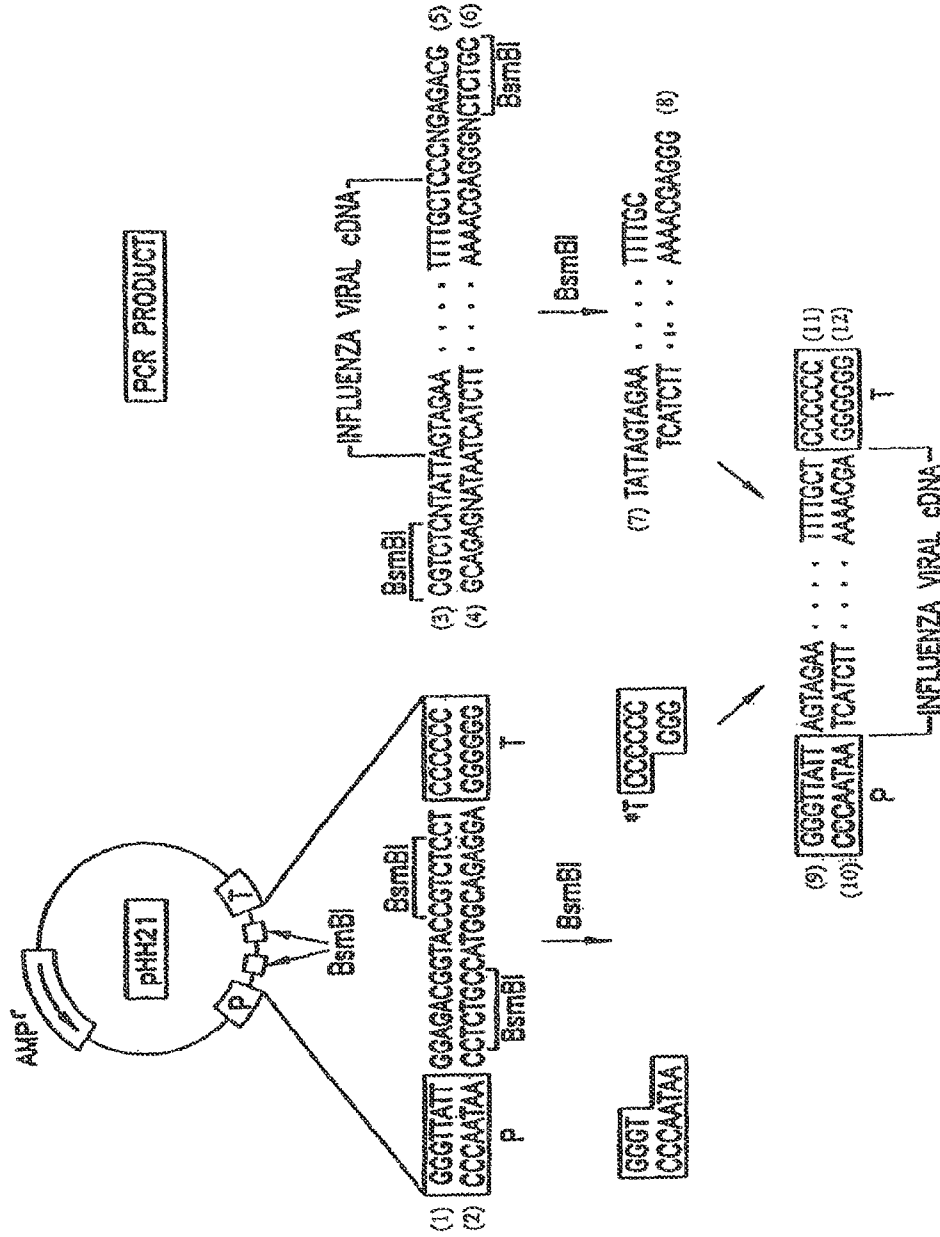 AMPʳ
pHH21
P
T
BsmBI
BsmBI
(1) GGGTTATT GGAGACGGTACCGTCTCCT CCCCCC
(2) CCCAATAA CCTCTGCCATGGCAGAGGA GGGGGG
BsmBI
P
T
BsmBI
GGGT
CCCAATAA
*T CCCCCC
GGG
PCR PRODUCT
INFLUENZA VIRAL cDNA
BsmBI
(3) CGTCTCNTATTAGTAGAA .... TTTTGCTCCCNGAGACG (5)
(4) GCAGAGNATAATCATCTT .... AAAACGAGGGNCTCTGC (6)
BsmBI
BsmBI
(7) TATTAGTAGAA .... TTTTGC
TCATCTT .... AAAACGAGGG (8)
(9) GGGTTATT AGTAGAA .... TTTTGCT CCCCCC (11)
(10) CCCAATAA TCATCTT .... AAAACGA GGGGGG (12)
P
T
INFLUENZA VIRAL cDNA